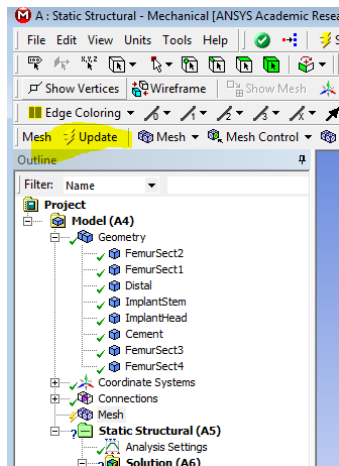 A : Static Structural - Mechanical [ANSYS Academic Resea
File Edit View Units Tools Help
Show Vertices Wireframe Show Mesh
Edge Coloring
Mesh Update Mesh Mesh Control
Outline
Filter: Name
Project
Model (A4)
Geometry
FemurSect2
FemurSect1
Distal
ImplantStem
ImplantHead
Cement
FemurSect3
FemurSect4
Coordinate Systems
Connections
Mesh
Static Structural (A5)
Analysis Settings
Solution (A6)